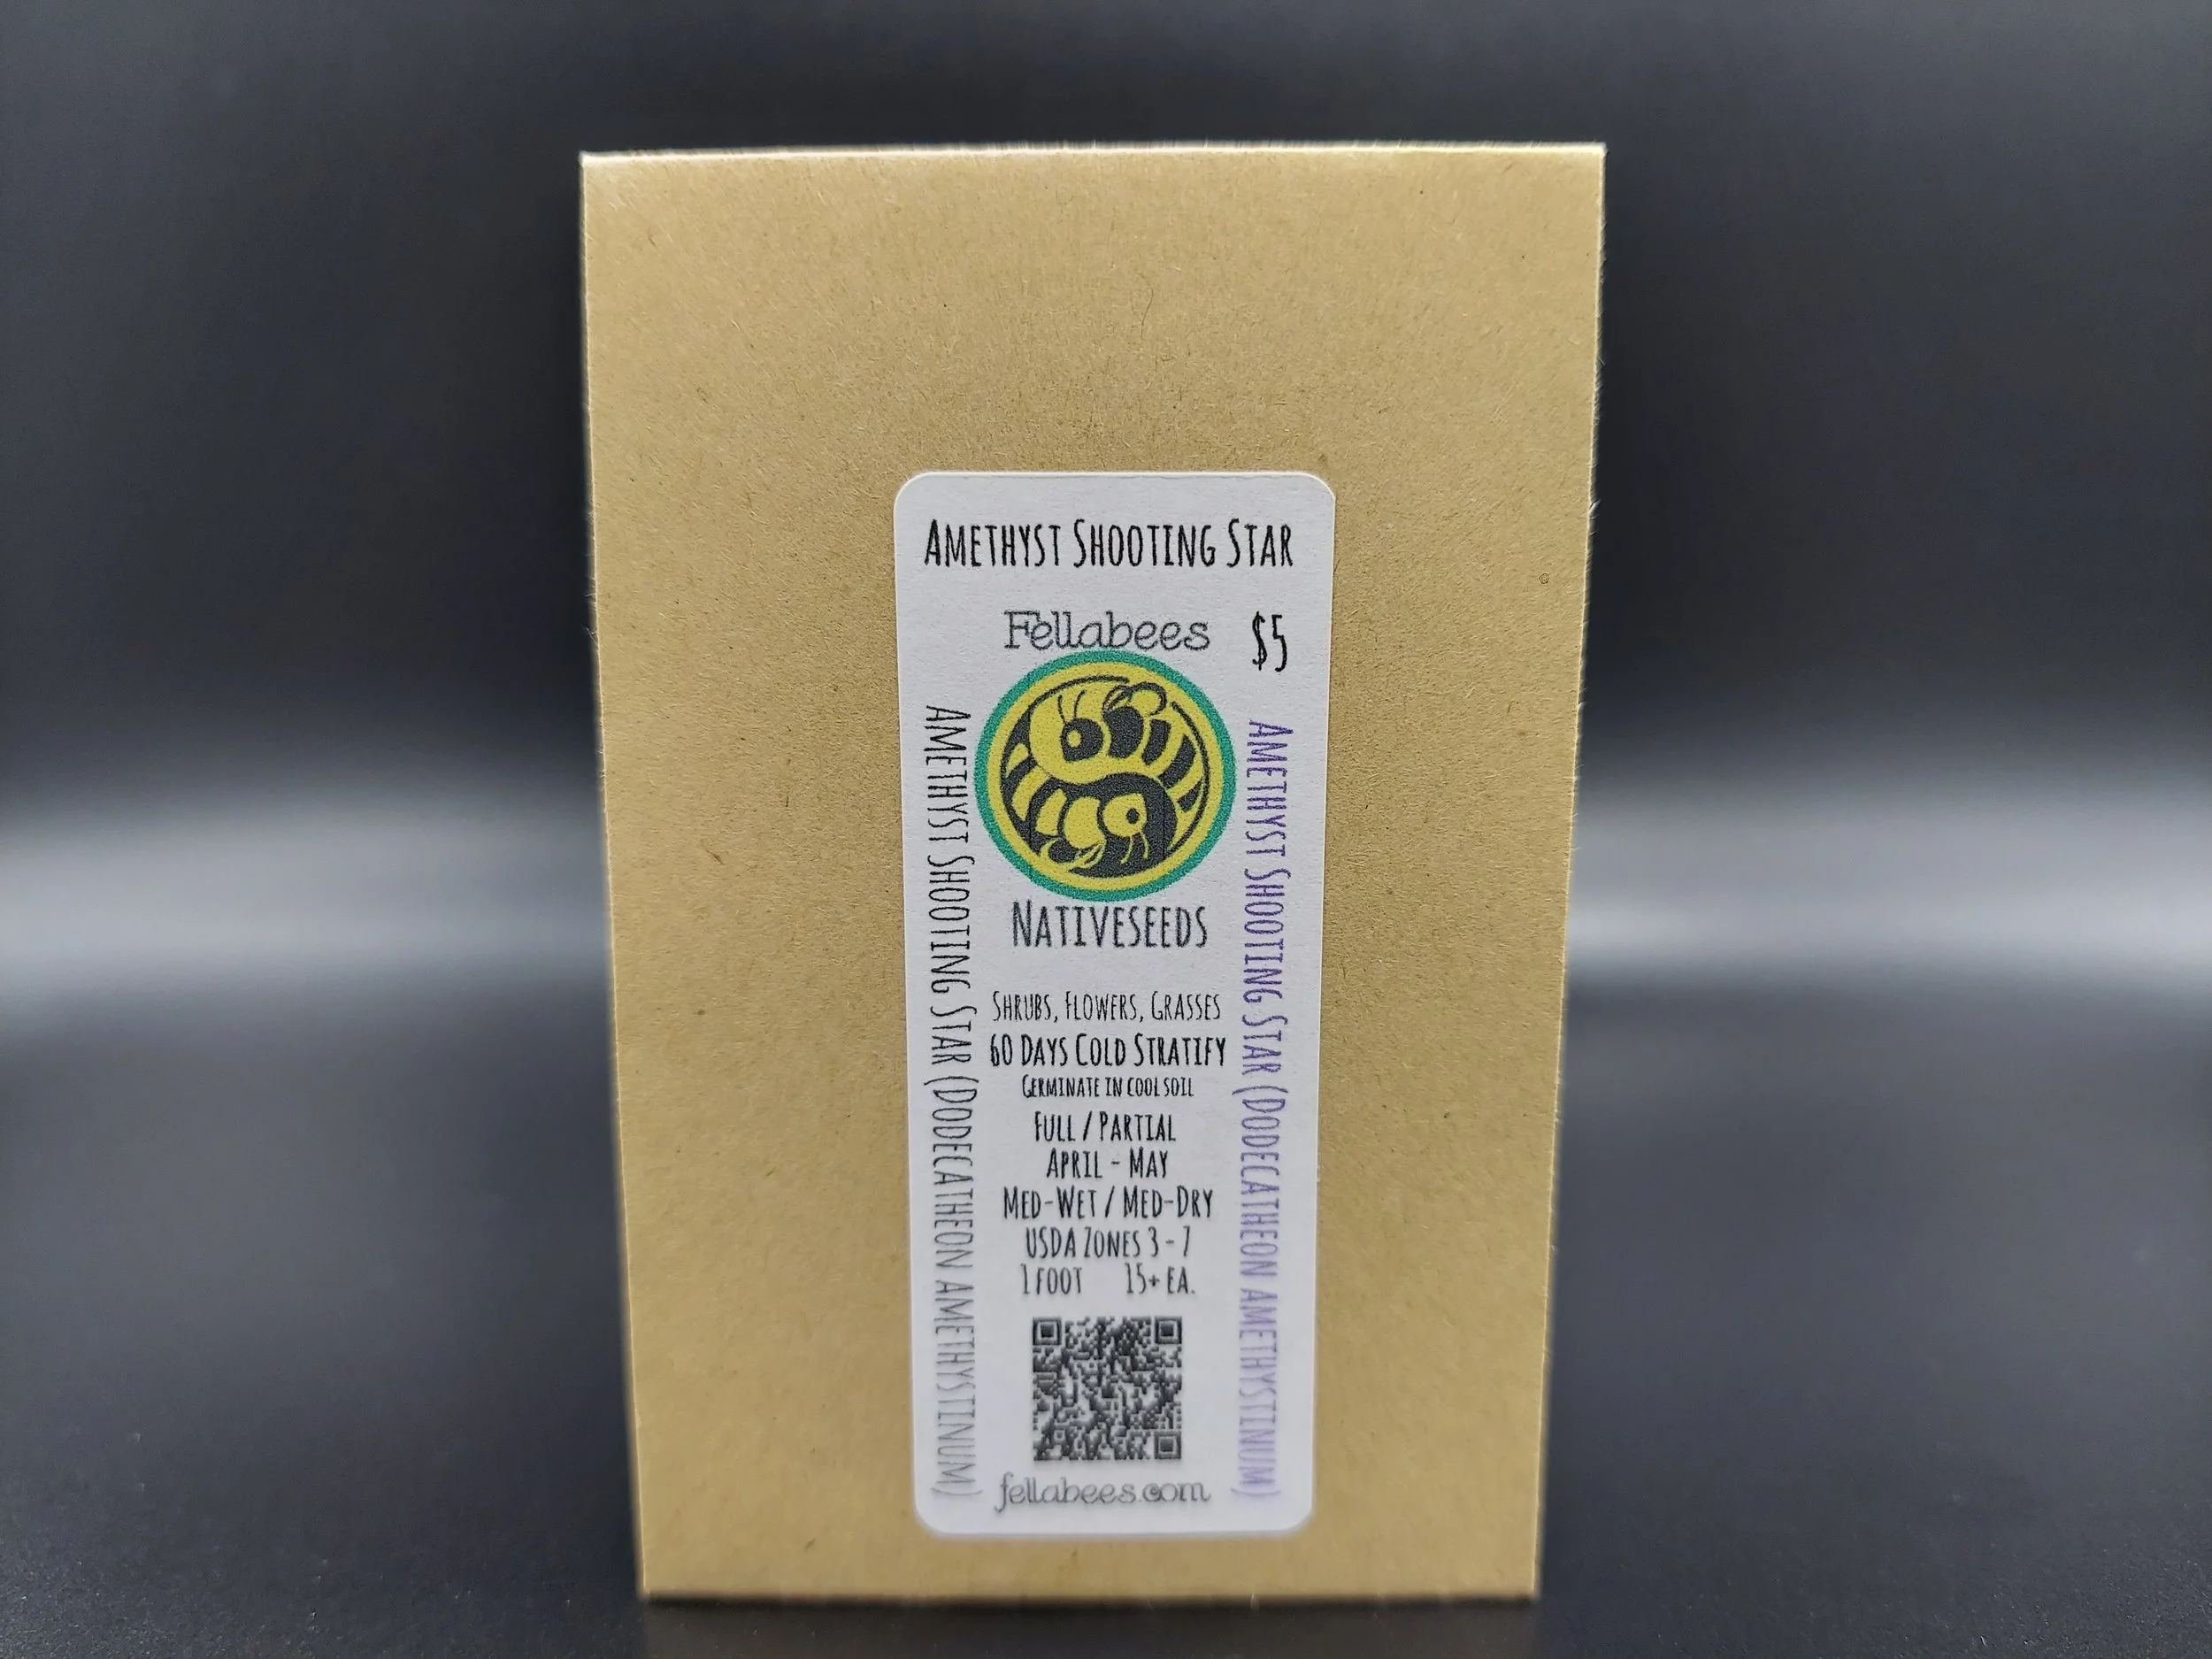 Amethyst Shooting Star
Fellabees
$5
Amethyst Shooting Star (Dodecatheon amethystinum)
Amethyst Shooting Star (Dodecatheon amethystinum)
Nativeseeds
Shrubs, Flowers, Grasses
60 Days Cold Stratify
Germinate in cool soil
Full / Partial
April - May
Med-Wet / Med-Dry
USDA Zones 3 - 7
1 foot 15+ ea.
fellabees.com